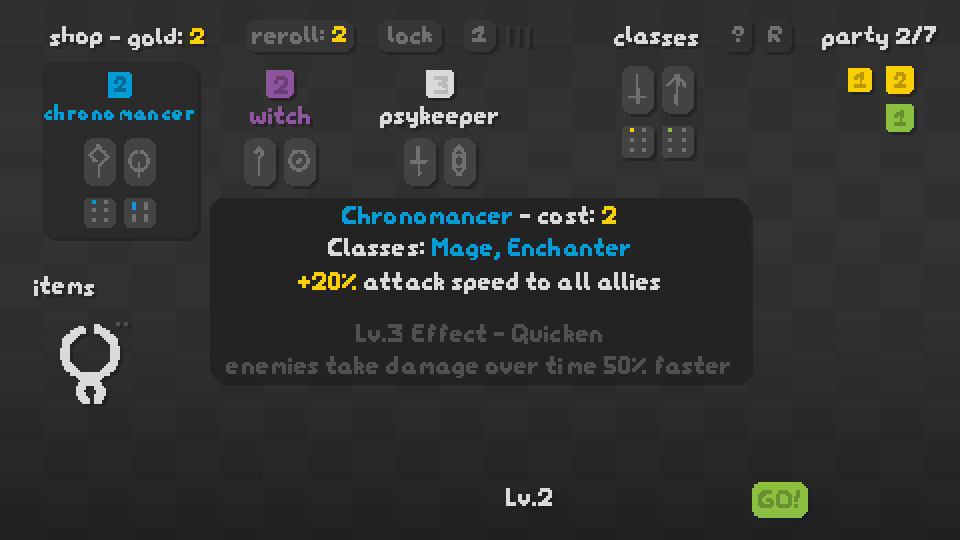 shop - gold: 2
reroll: 2
lock
1
classes
?
R
party 2/7
2
chronomancer
2
witch
3
psykeeper
1
2
1
Chronomancer - cost: 2
Classes: Mage, Enchanter
+20% attack speed to all allies
Lv.3 Effect - Quicken
enemies take damage over time 50% faster
items
Lv.2
GO!